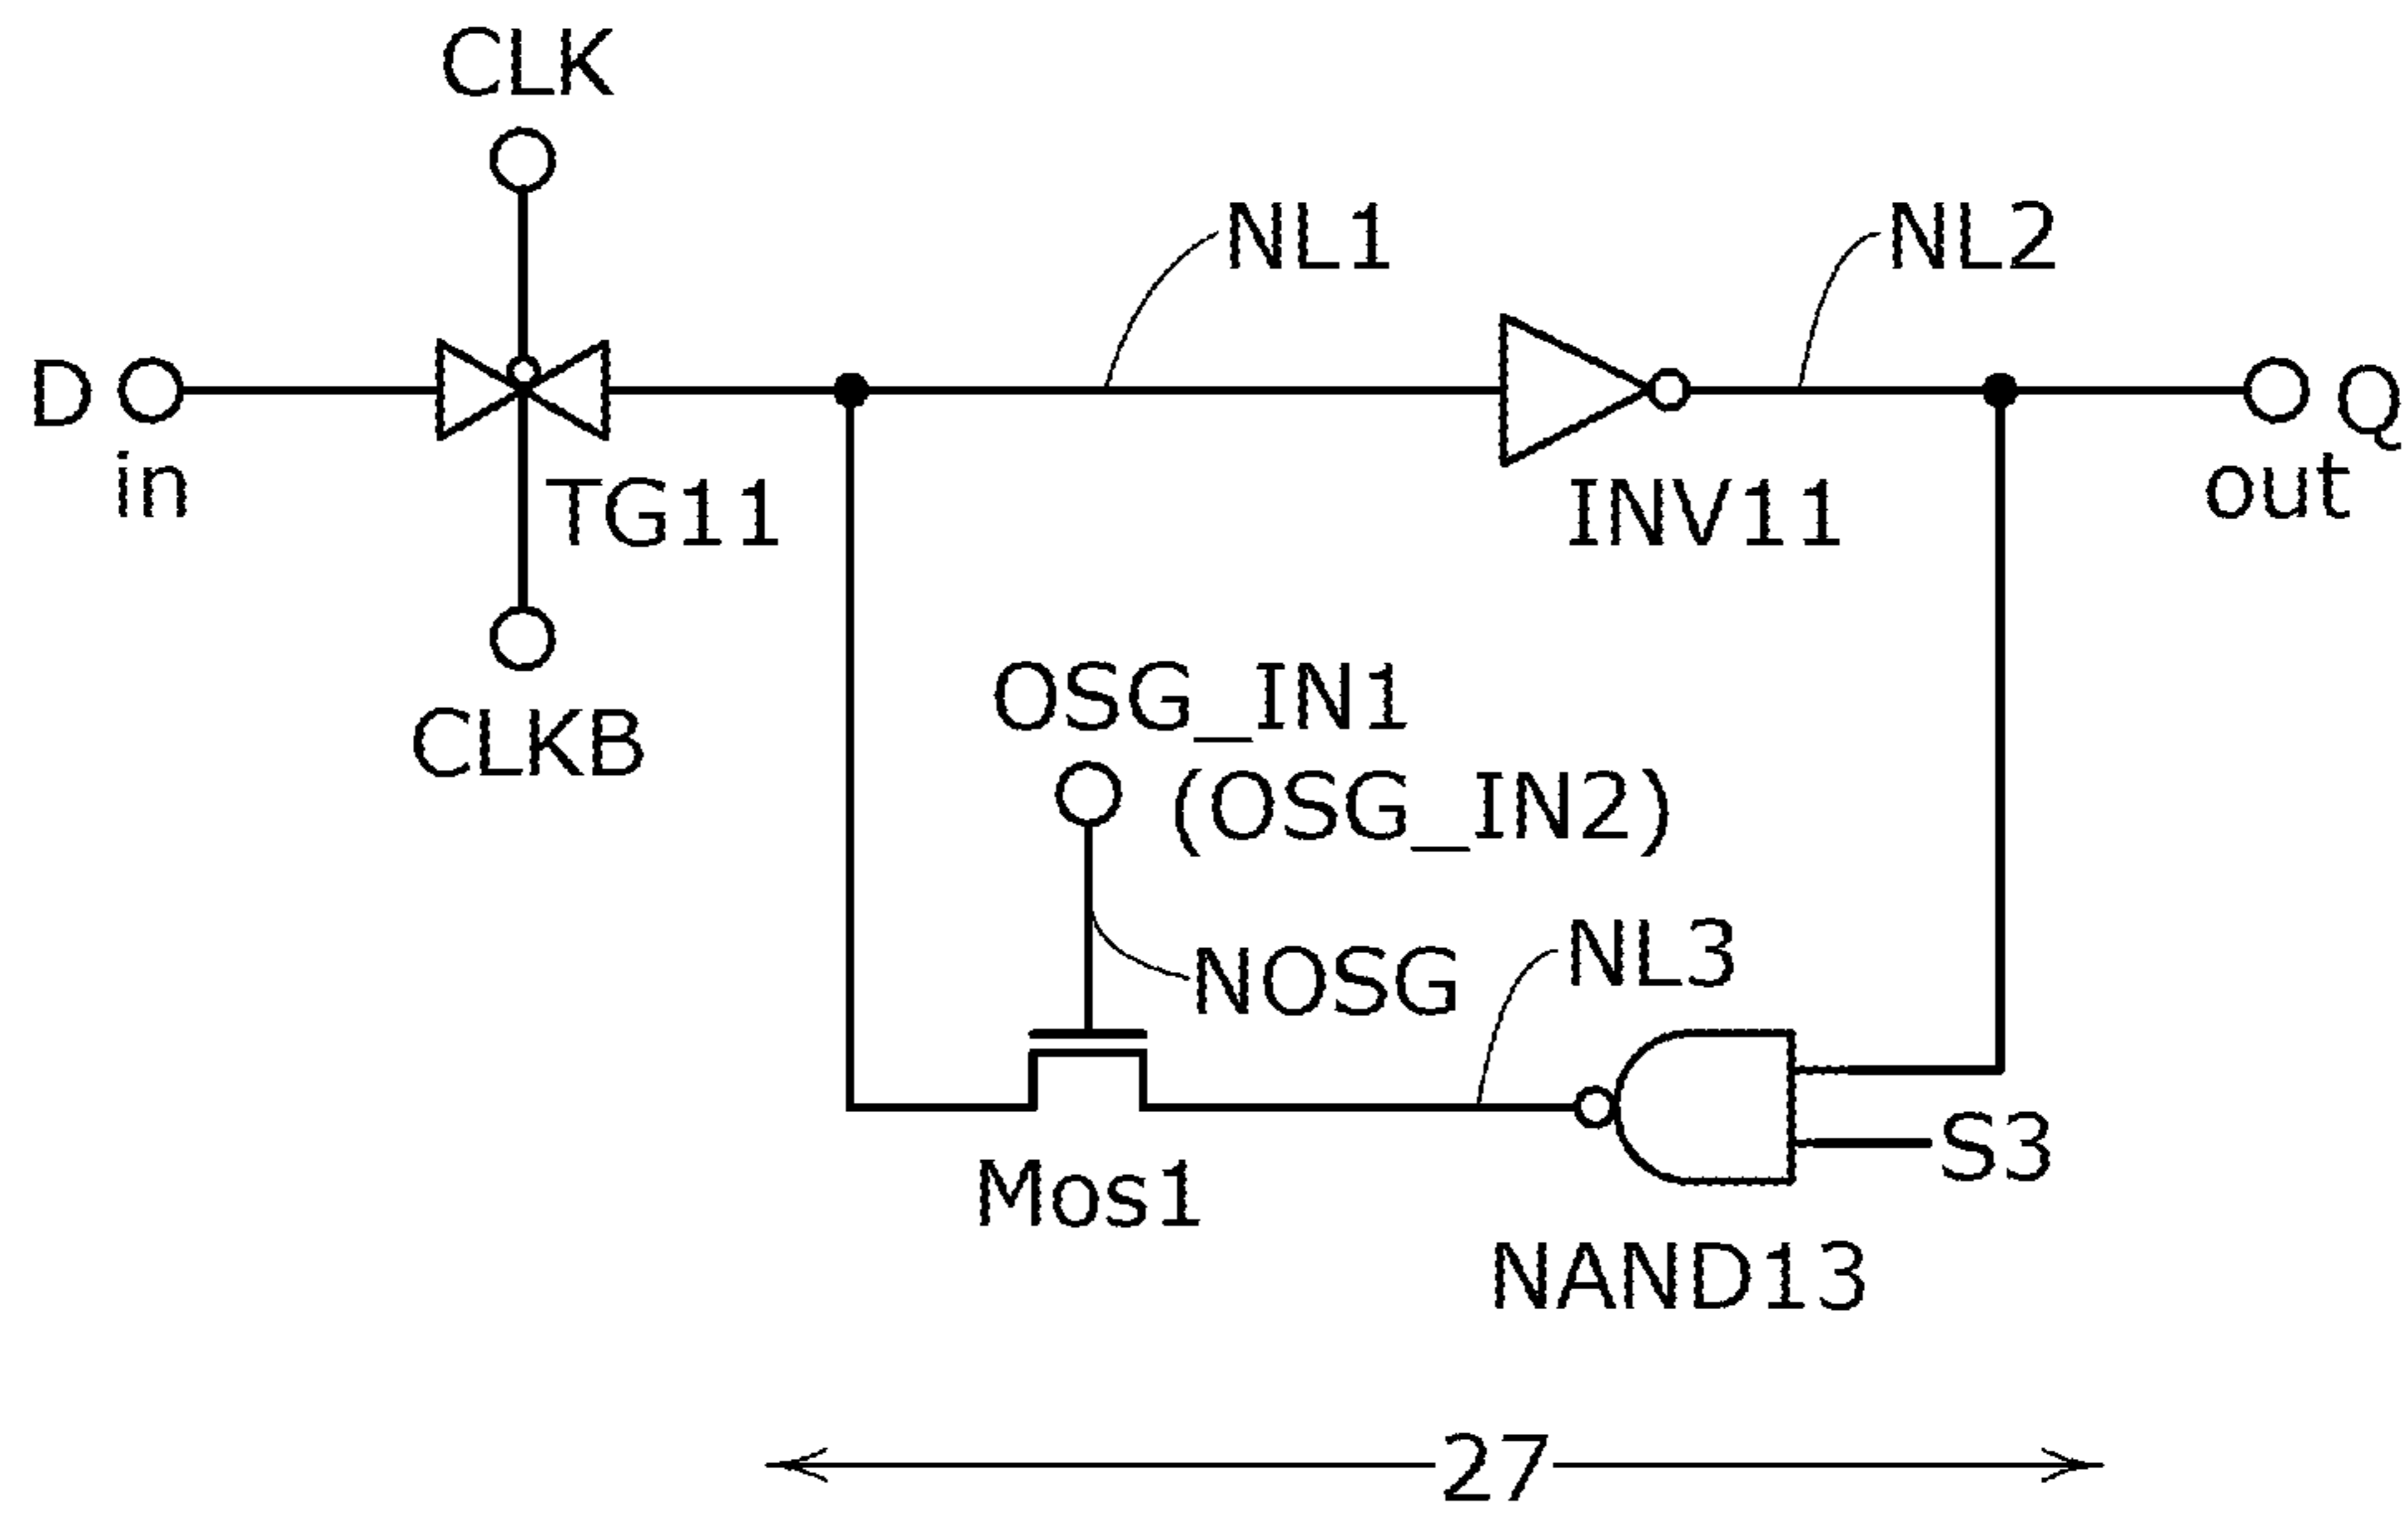 CLK
NL1
NL2
D
in
TG11
INV11
Q
out
CLKB
OSG_IN1
(OSG_IN2)
NOSG
NL3
Mos1
S3
NAND13
27